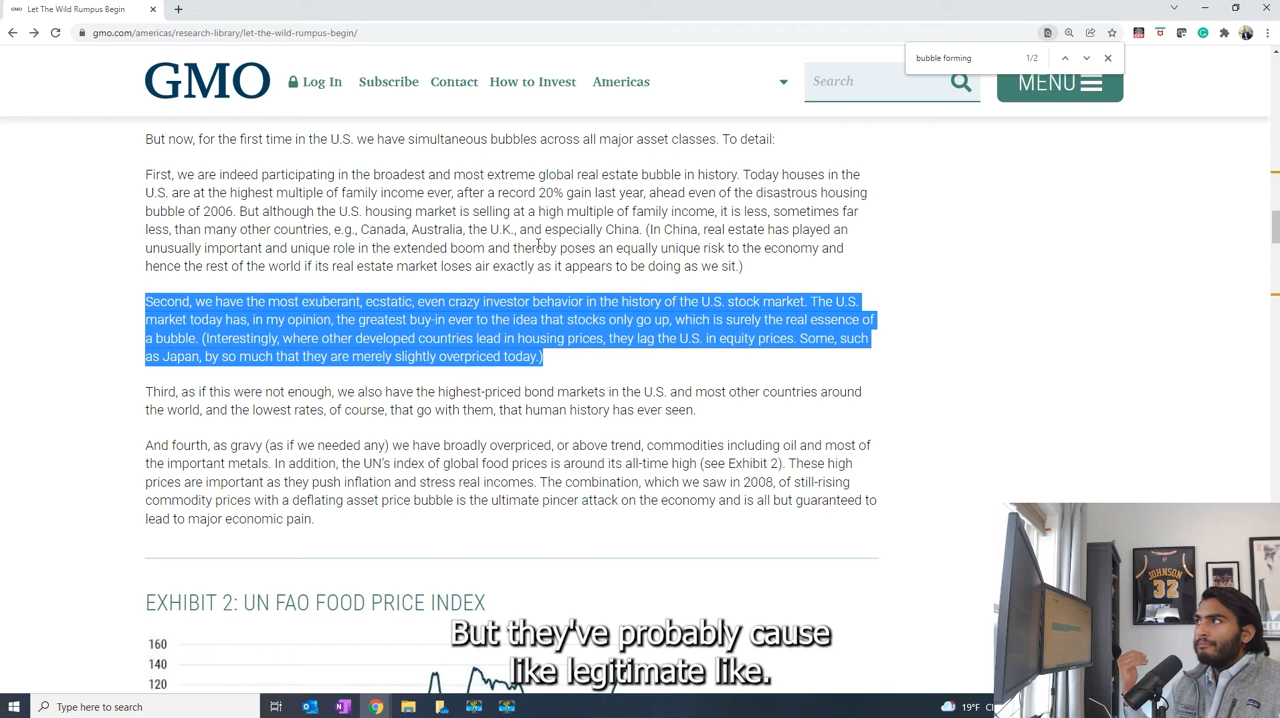 GMO Let The Wild Rumpus Begin
gmo.com/americas/research-library/let-the-wild-rumpus-begin/
bubble forming 1/2
GMO
Log In Subscribe Contact How to Invest Americas
Search
MENU
But now, for the first time in the U.S. we have simultaneous bubbles across all major asset classes. To detail:
First, we are indeed participating in the broadest and most extreme global real estate bubble in history. Today houses in the
U.S. are at the highest multiple of family income ever, after a record 20% gain last year, ahead even of the disastrous housing
bubble of 2006. But although the U.S. housing market is selling at a high multiple of family income, it is less, sometimes far
less, than many other countries, e.g., Canada, Australia, the U.K., and especially China. (In China, real estate has played an
unusually important and unique role in the extended boom and thereby poses an equally unique risk to the economy and
hence the rest of the world if its real estate market loses air exactly as it appears to be doing as we sit.)
Second, we have the most exuberant, ecstatic, even crazy investor behavior in the history of the U.S. stock market. The U.S.
market today has, in my opinion, the greatest buy-in ever to the idea that stocks only go up, which is surely the real essence of
a bubble. (Interestingly, where other developed countries lead in housing prices, they lag the U.S. in equity prices. Some, such
as Japan, by so much that they are merely slightly overpriced today.)
Third, as if this were not enough, we also have the highest-priced bond markets in the U.S. and most other countries around
the world, and the lowest rates, of course, that go with them, that human history has ever seen.
And fourth, as gravy (as if we needed any) we have broadly overpriced, or above trend, commodities including oil and most of
the important metals. In addition, the UN's index of global food prices is around its all-time high (see Exhibit 2). These high
prices are important as they push inflation and stress real incomes. The combination, which we saw in 2008, of still-rising
commodity prices with a deflating asset price bubble is the ultimate pincer attack on the economy and is all but guaranteed to
lead to major economic pain.
EXHIBIT 2: UN FAO FOOD PRICE INDEX
160
140
120
But they've probably cause
like legitimate like.
JOHNSON
32
Type here to search
19°F